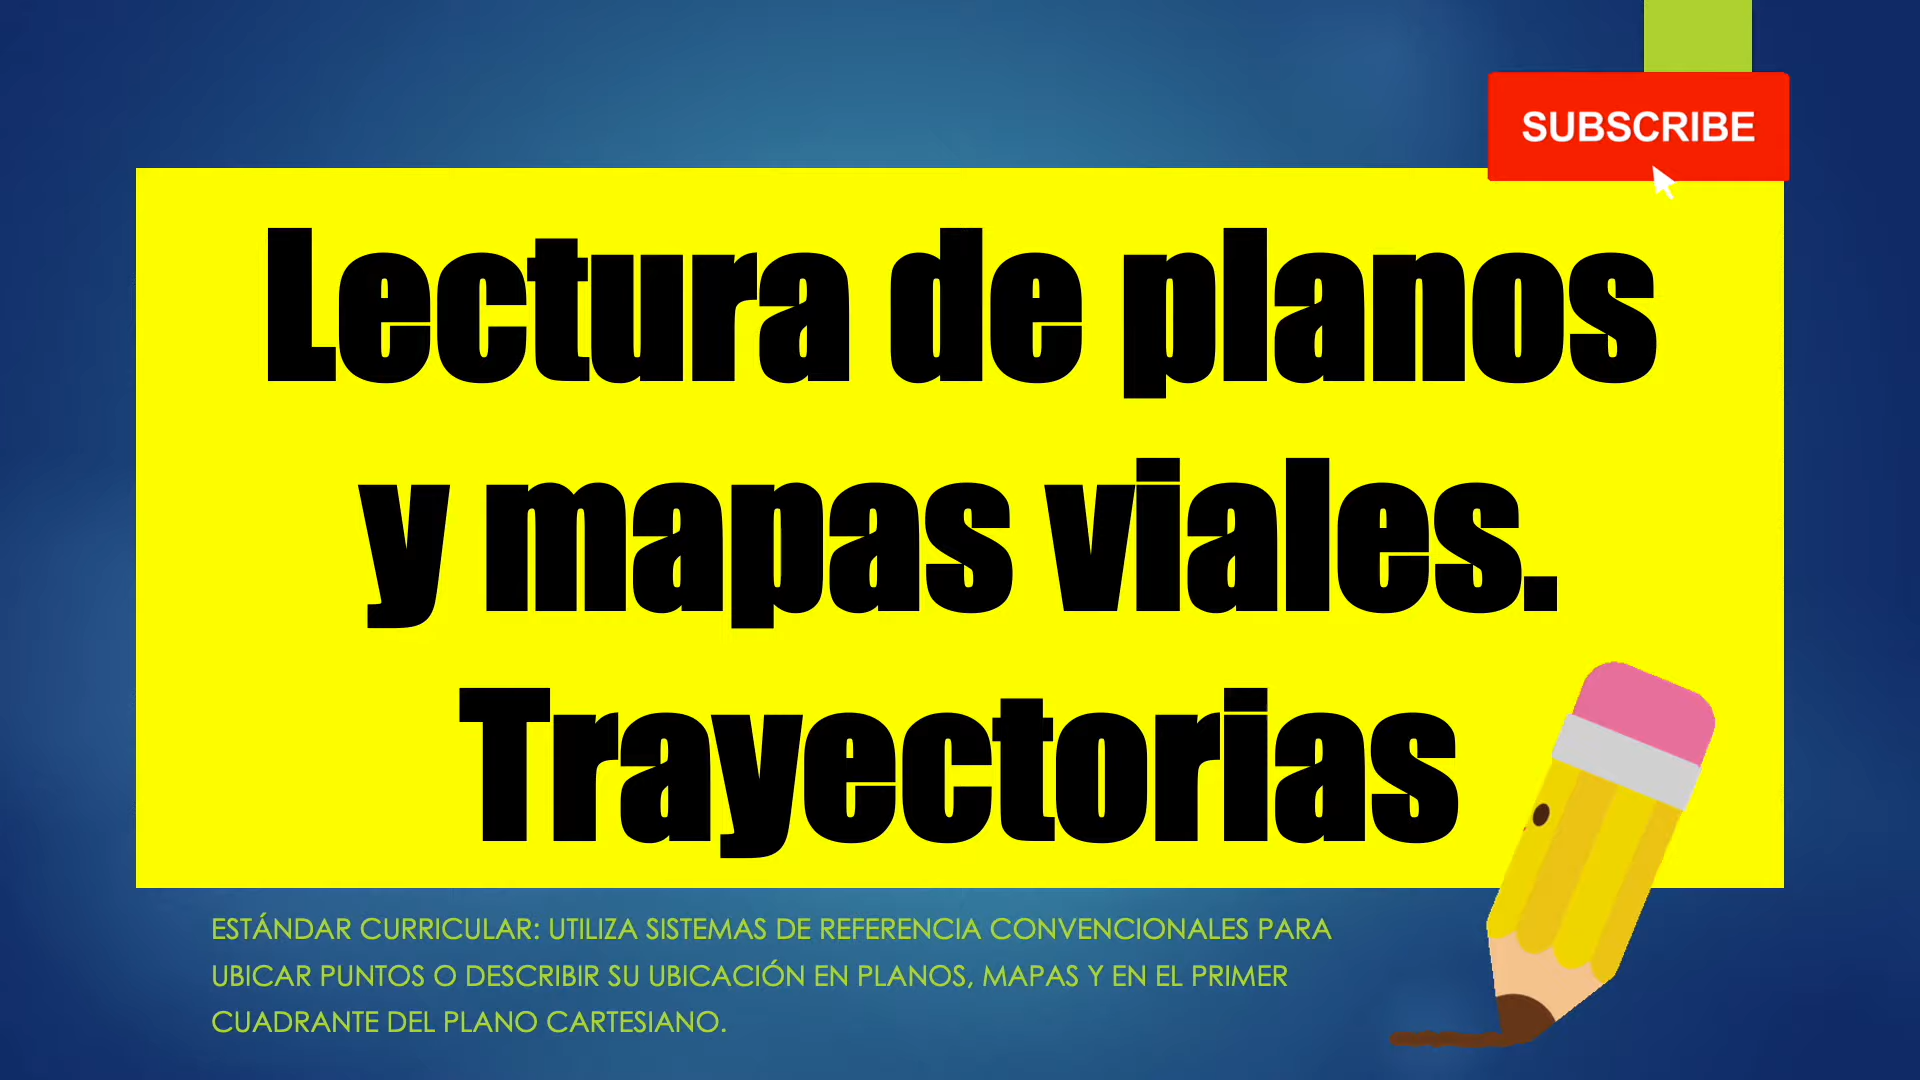 SUBSCRIBE
Lectura de planos
y mapas viales.
Trayectorias
ESTÁNDAR CURRICULAR: UTILIZA SISTEMAS DE REFERENCIA CONVENCIONALES PARA
UBICAR PUNTOS O DESCRIBIR SU UBICACIÓN EN PLANOS, MAPAS Y EN EL PRIMER
CUADRANTE DEL PLANO CARTESIANO.